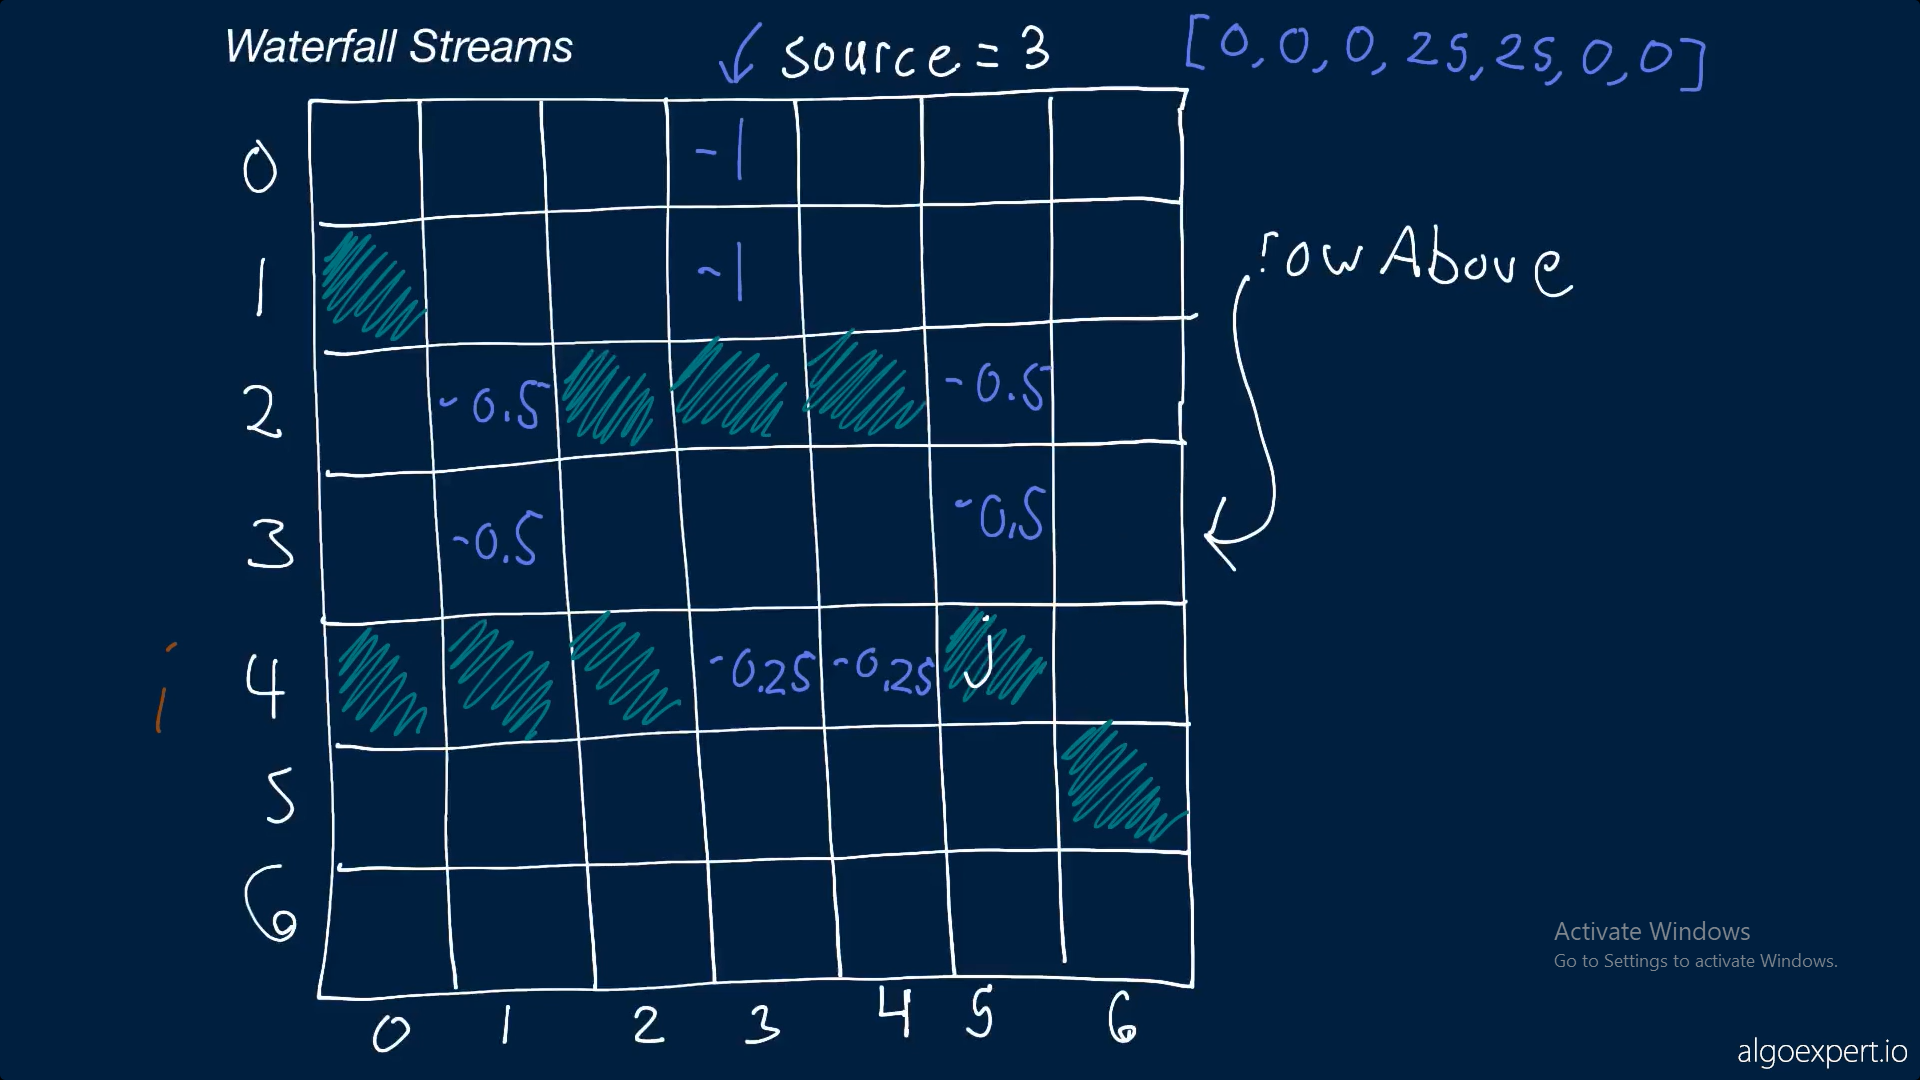 Waterfall Streams
source = 3
[0, 0, 0, 25, 25, 0, 0]
0
-1
1
-1
rowAbove
2
-0.5
-0.5
3
-0.5
-0.5
i
4
-0.25
-0.25
j
5
6
0 1 2 3 4 5 6
Activate Windows
Go to Settings to activate Windows.
algoexpert.io